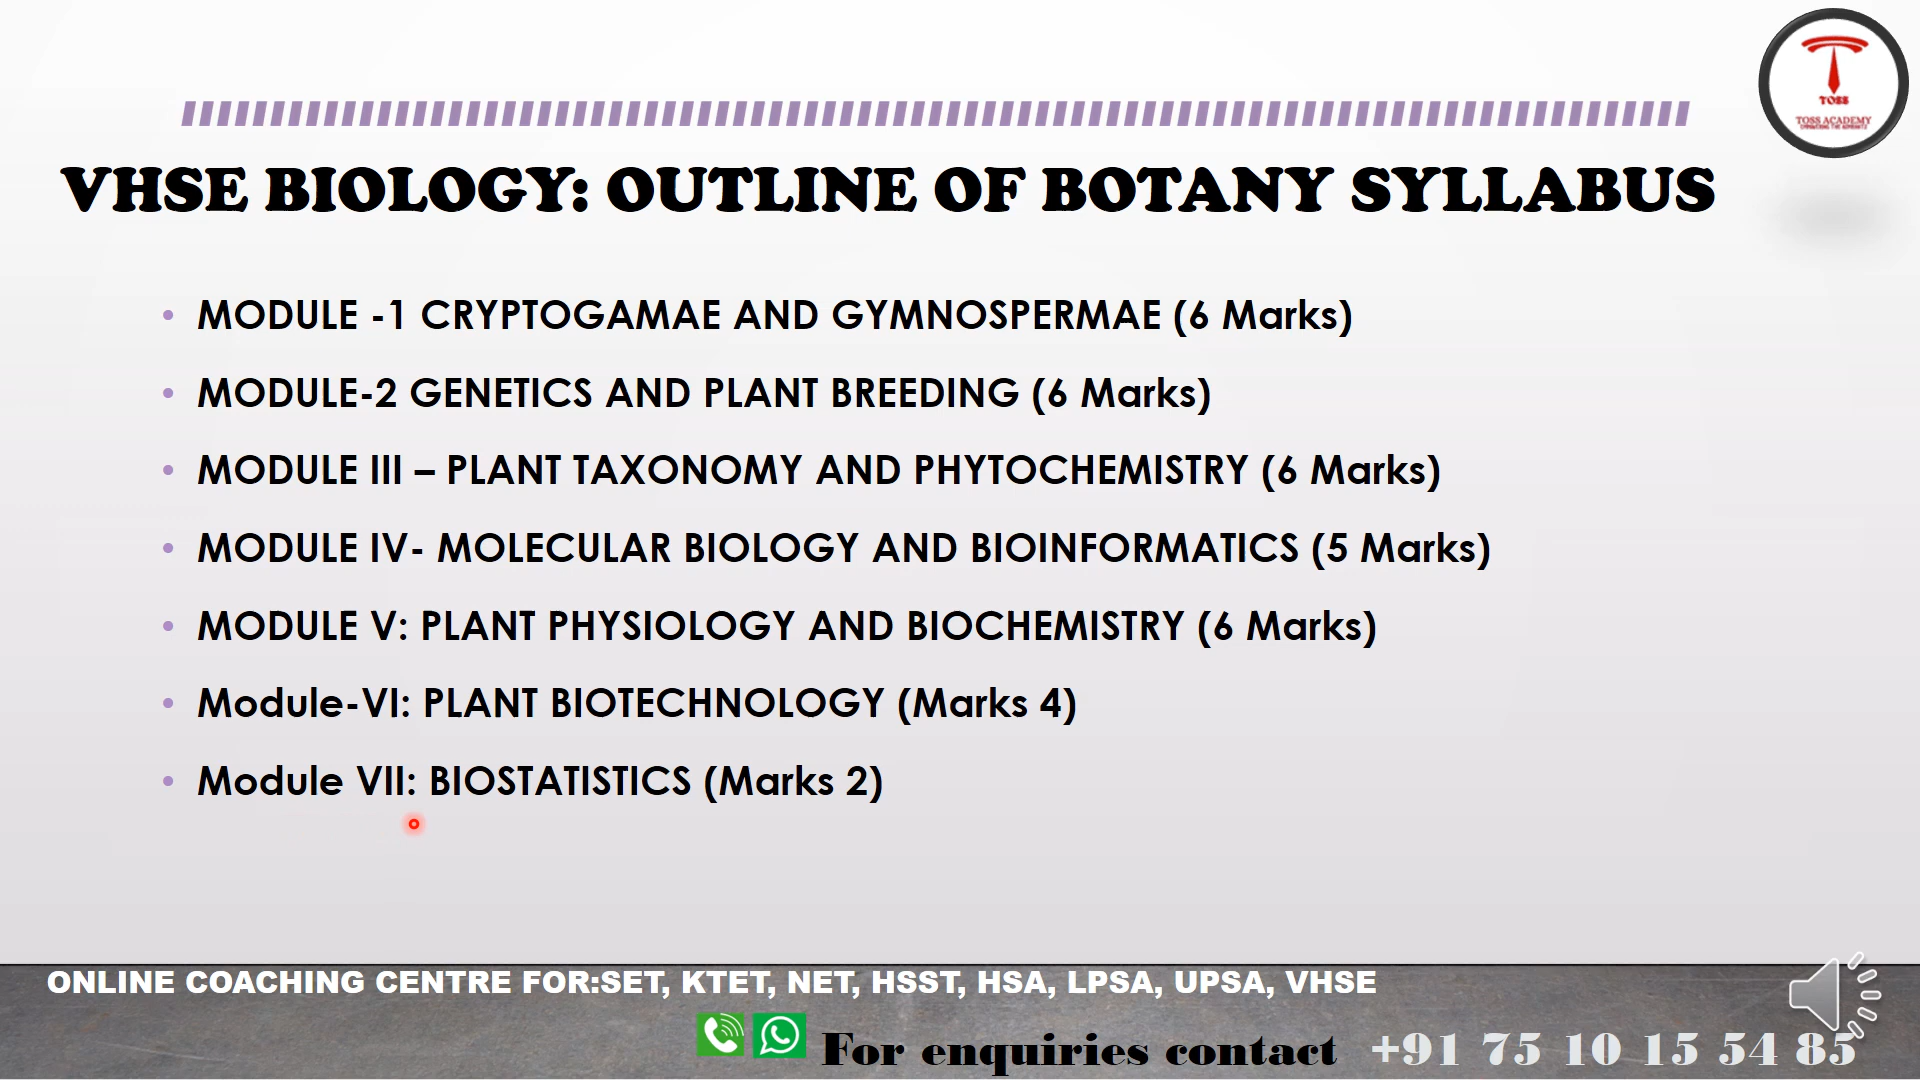 TOSS
TOSS ACADEMY
VHSE BIOLOGY: OUTLINE OF BOTANY SYLLABUS
• MODULE -1 CRYPTOGAMAE AND GYMNOSPERMAE (6 Marks)
• MODULE-2 GENETICS AND PLANT BREEDING (6 Marks)
• MODULE III – PLANT TAXONOMY AND PHYTOCHEMISTRY (6 Marks)
• MODULE IV- MOLECULAR BIOLOGY AND BIOINFORMATICS (5 Marks)
• MODULE V: PLANT PHYSIOLOGY AND BIOCHEMISTRY (6 Marks)
• Module-VI: PLANT BIOTECHNOLOGY (Marks 4)
• Module VII: BIOSTATISTICS (Marks 2)
ONLINE COACHING CENTRE FOR:SET, KTET, NET, HSST, HSA, LPSA, UPSA, VHSE
For enquiries contact +91 75 10 15 54 85